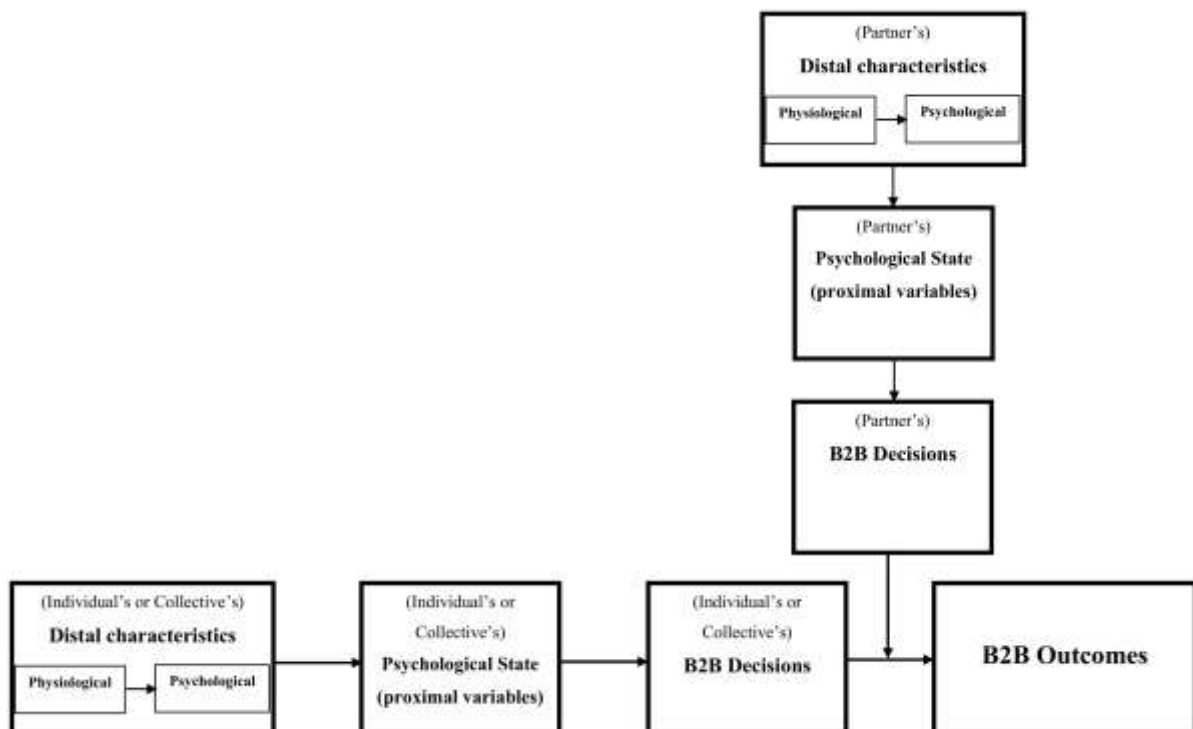 (Partner's)
Distal characteristics
Physiological
Psychological
(Partner's)
Psychological State
(proximal variables)
(Partner's)
B2B Decisions
(Individual's or Collective's)
Distal characteristics
Physiological
Psychological
(Individual's or
Collective's)
Psychological State
(proximal variables)
(Individual's or
Collective's)
B2B Decisions
B2B Outcomes